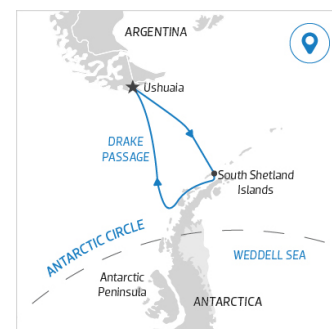 ARGENTINA
Ushuaia
DRAKE
PASSAGE
South Shetland
Islands
ANTARCTIC CIRCLE
WEDDELL SEA
Antarctic
Peninsula
ANTARCTICA